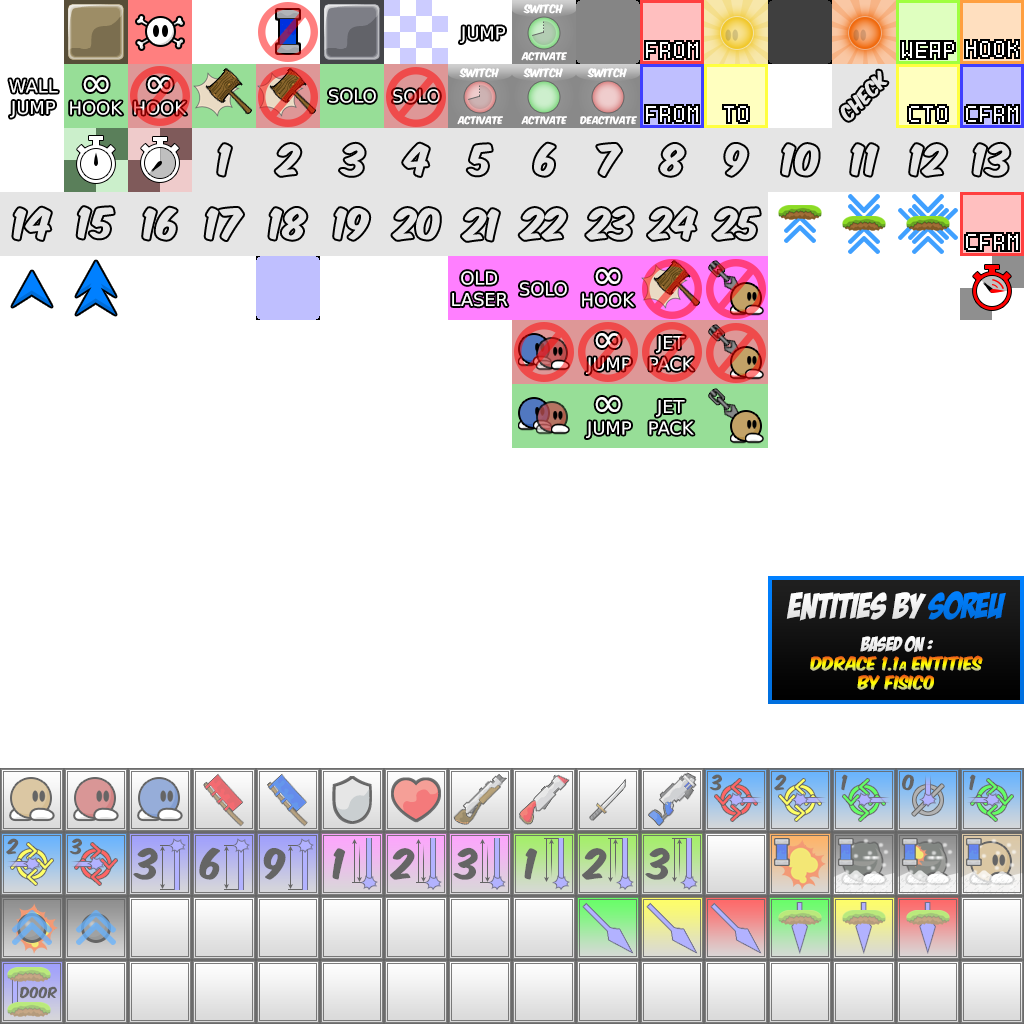 JUMP
SWITCH
ACTIVATE
FROM
WEAP
HOOK
WALL
JUMP
∞
HOOK
∞
HOOK
SOLO
SOLO
SWITCH
ACTIVATE
SWITCH
ACTIVATE
SWITCH
DEACTIVATE
FROM
TO
CHECK
CTO
CFRM
1 2 3 4 5 6 7 8 9 10 11 12 13
14 15 16 17 18 19 20 21 22 23 24 25
CFRM
OLD
LASER
SOLO
∞
HOOK
∞
JUMP
JET
PACK
∞
JUMP
JET
PACK
ENTITIES BY SOREU
BASED ON :
DDRACE 1.1A ENTITIES
BY FISICO
3 2 1 0 1
2 3 3 6 9 1 2 3 1 2 3
DOOR